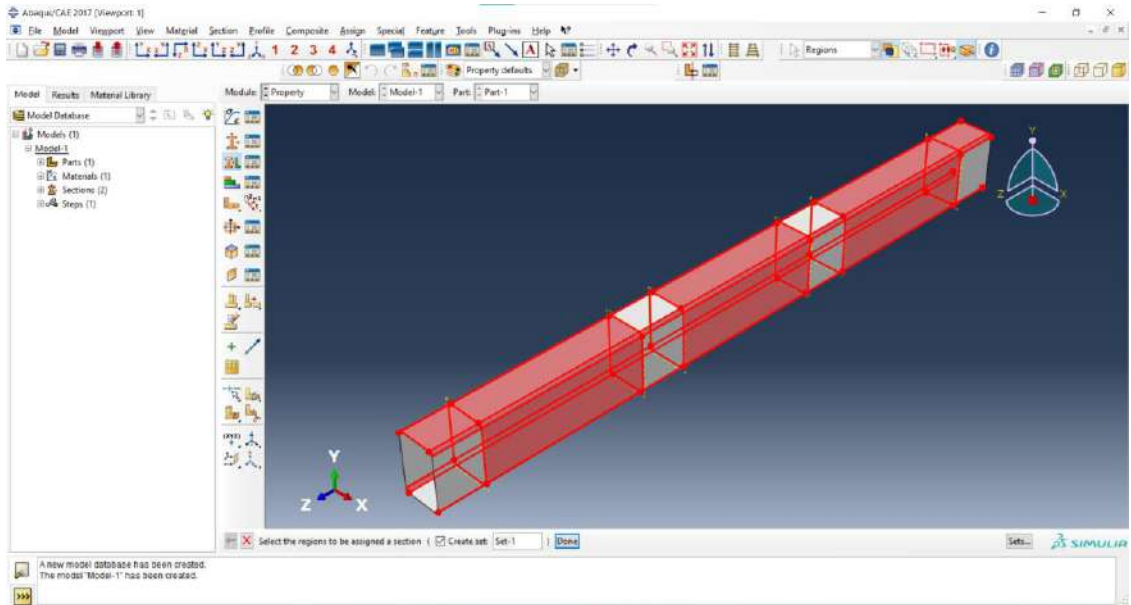 Abaqus/CAE 2017 [Viewport: 1]
File Model Viewport View Material Section Profile Composite Assign Special Feature Tools Plug-ins Help
1 2 3 4 A Regions
Property defaults
Model Results Material Library Module: Property Model: Model-1 Part: Part-1
Model Database
Models (1)
Model-1
Parts (1)
Materials (1)
Sections (2)
Steps (1)
Y
Z X
Y
Z X
Select the regions to be assigned a section ( Create set: Set-1 ) Done Sets... SIMULIA
A new model database has been created.
The model "Model-1" has been created.
>>>